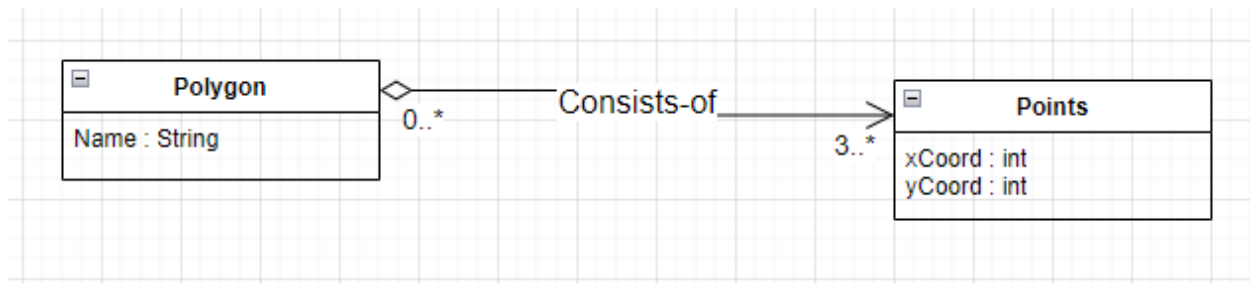 Polygon
Name : String
0..*
Consists-of
3..*
Points
xCoord : int
yCoord : int